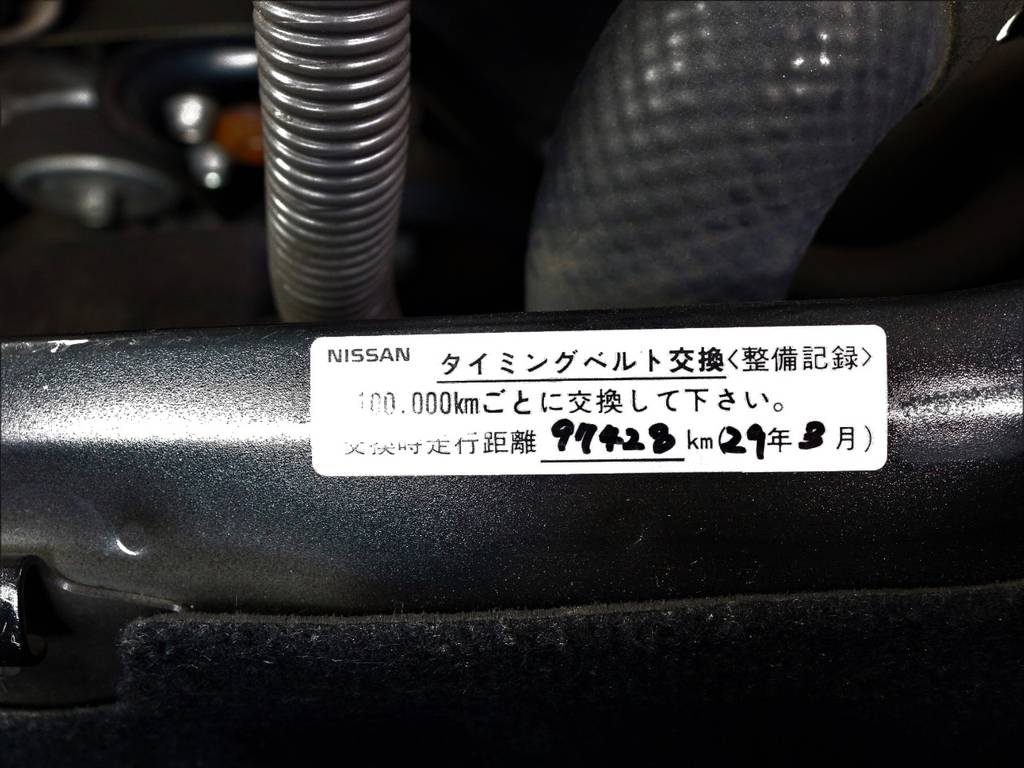 NISSAN タイミングベルト交換<整備記録>
100.000kmごとに交換して下さい。
交換時走行距離 97428 km(29年3月)